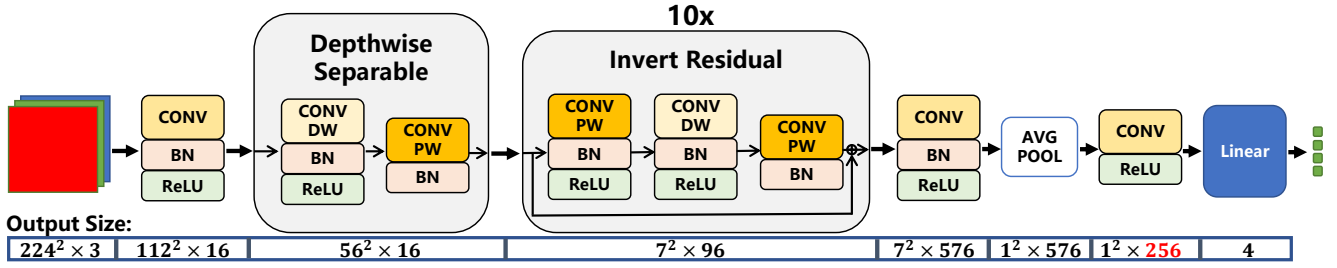 10x
Depthwise
Separable
Invert Residual
CONV
BN
ReLU
CONV
DW
BN
ReLU
CONV
PW
BN
CONV
PW
BN
ReLU
CONV
DW
BN
ReLU
CONV
PW
BN
CONV
BN
ReLU
AVG
POOL
CONV
ReLU
Linear
Output Size:
224² × 3 112² × 16 56² × 16 7² × 96 7² × 576 1² × 576 1² × 256 4